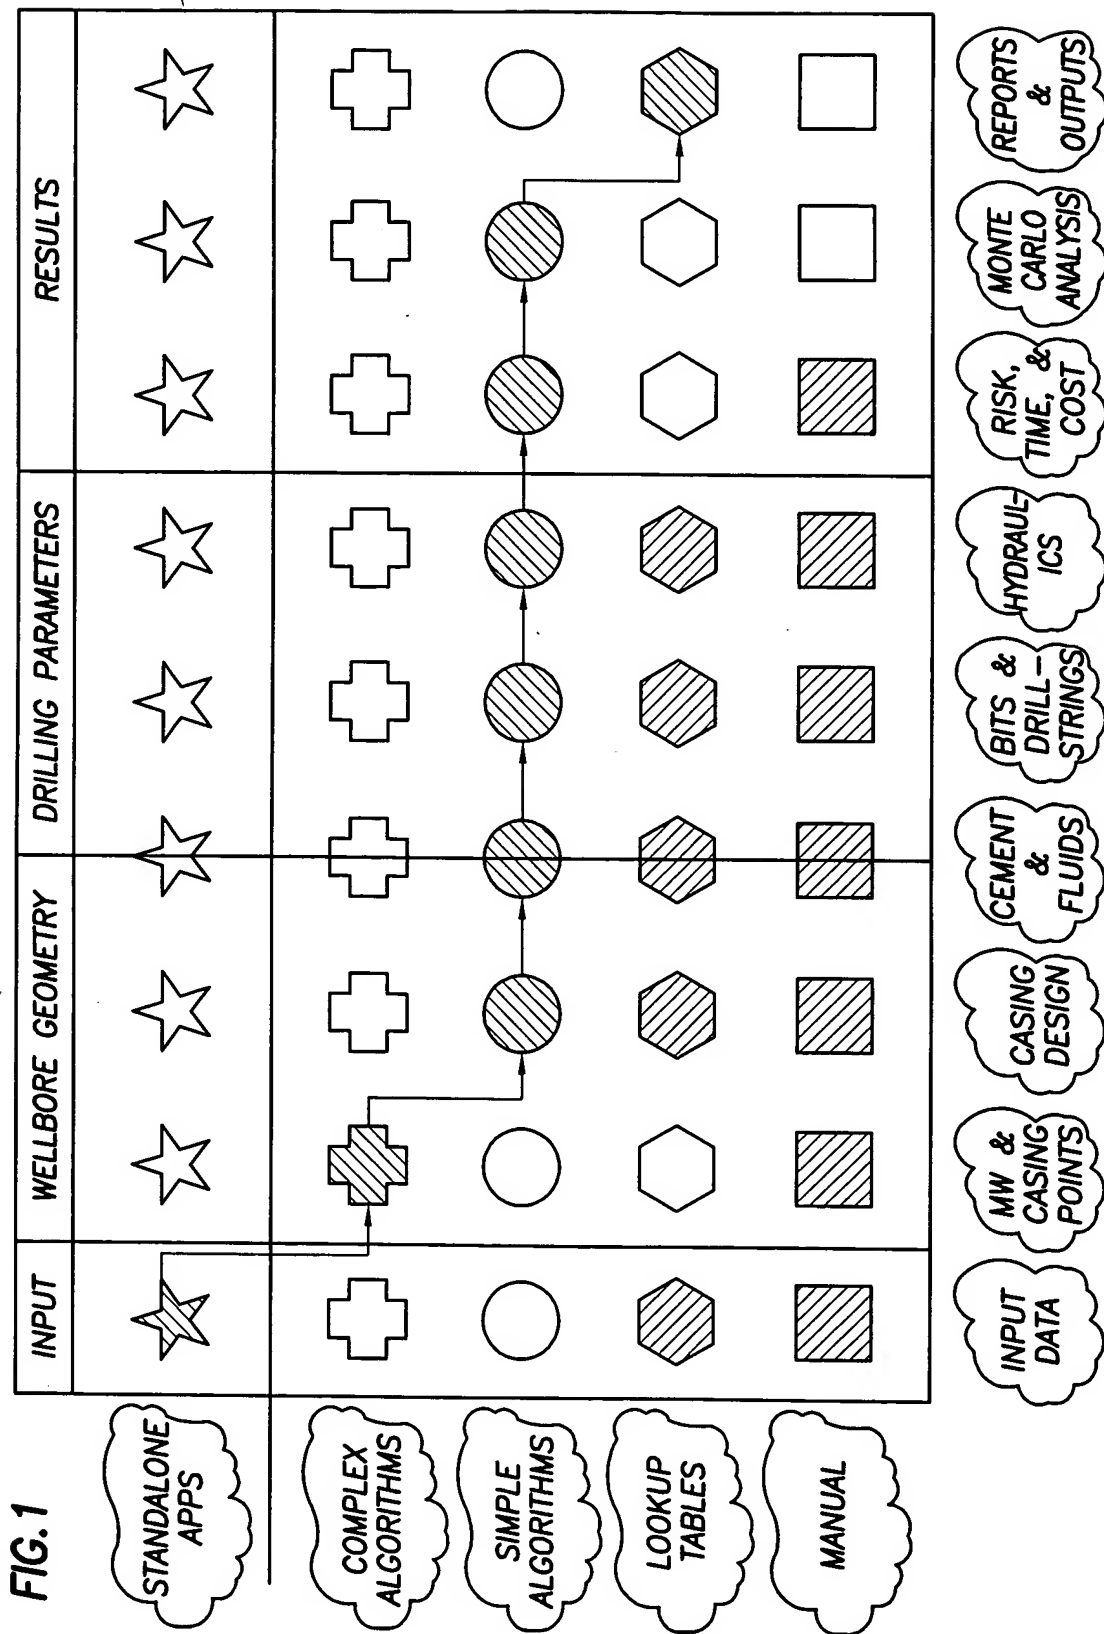 FIG.1
INPUT
WELLBORE GEOMETRY
DRILLING PARAMETERS
RESULTS
STANDALONE
APPS
COMPLEX
ALGORITHMS
SIMPLE
ALGORITHMS
LOOKUP
TABLES
MANUAL
INPUT
DATA
MW &
CASING
POINTS
CASING
DESIGN
CEMENT
&
FLUIDS
BITS &
DRILL-
STRINGS
HYDRAUL-
ICS
RISK,
TIME, &
COST
MONTE
CARLO
ANALYSIS
REPORTS
&
OUTPUTS